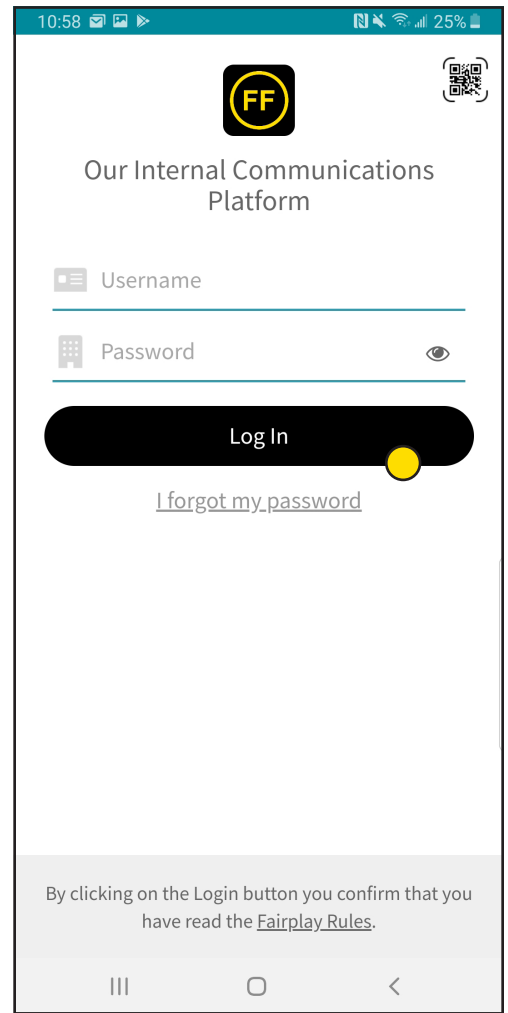 10:58 25%
FF
Our Internal Communications
Platform
Username
Password
Log In
I forgot my password
By clicking on the Login button you confirm that you
have read the Fairplay Rules.